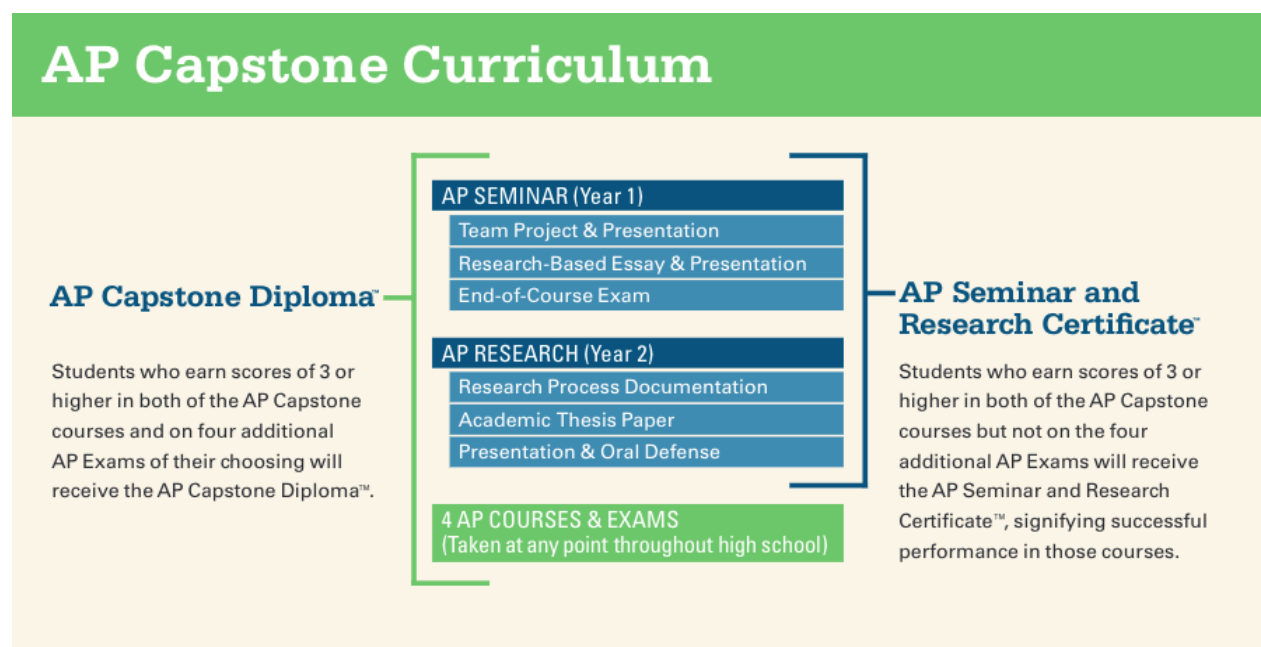 AP Capstone Curriculum
AP Capstone Diploma™
Students who earn scores of 3 or
higher in both of the AP Capstone
courses and on four additional
AP Exams of their choosing will
receive the AP Capstone Diploma™.
AP SEMINAR (Year 1)
Team Project & Presentation
Research-Based Essay & Presentation
End-of-Course Exam
AP RESEARCH (Year 2)
Research Process Documentation
Academic Thesis Paper
Presentation & Oral Defense
4 AP COURSES & EXAMS
(Taken at any point throughout high school)
AP Seminar and
Research Certificate™
Students who earn scores of 3 or
higher in both of the AP Capstone
courses but not on the four
additional AP Exams will receive
the AP Seminar and Research
Certificate™, signifying successful
performance in those courses.